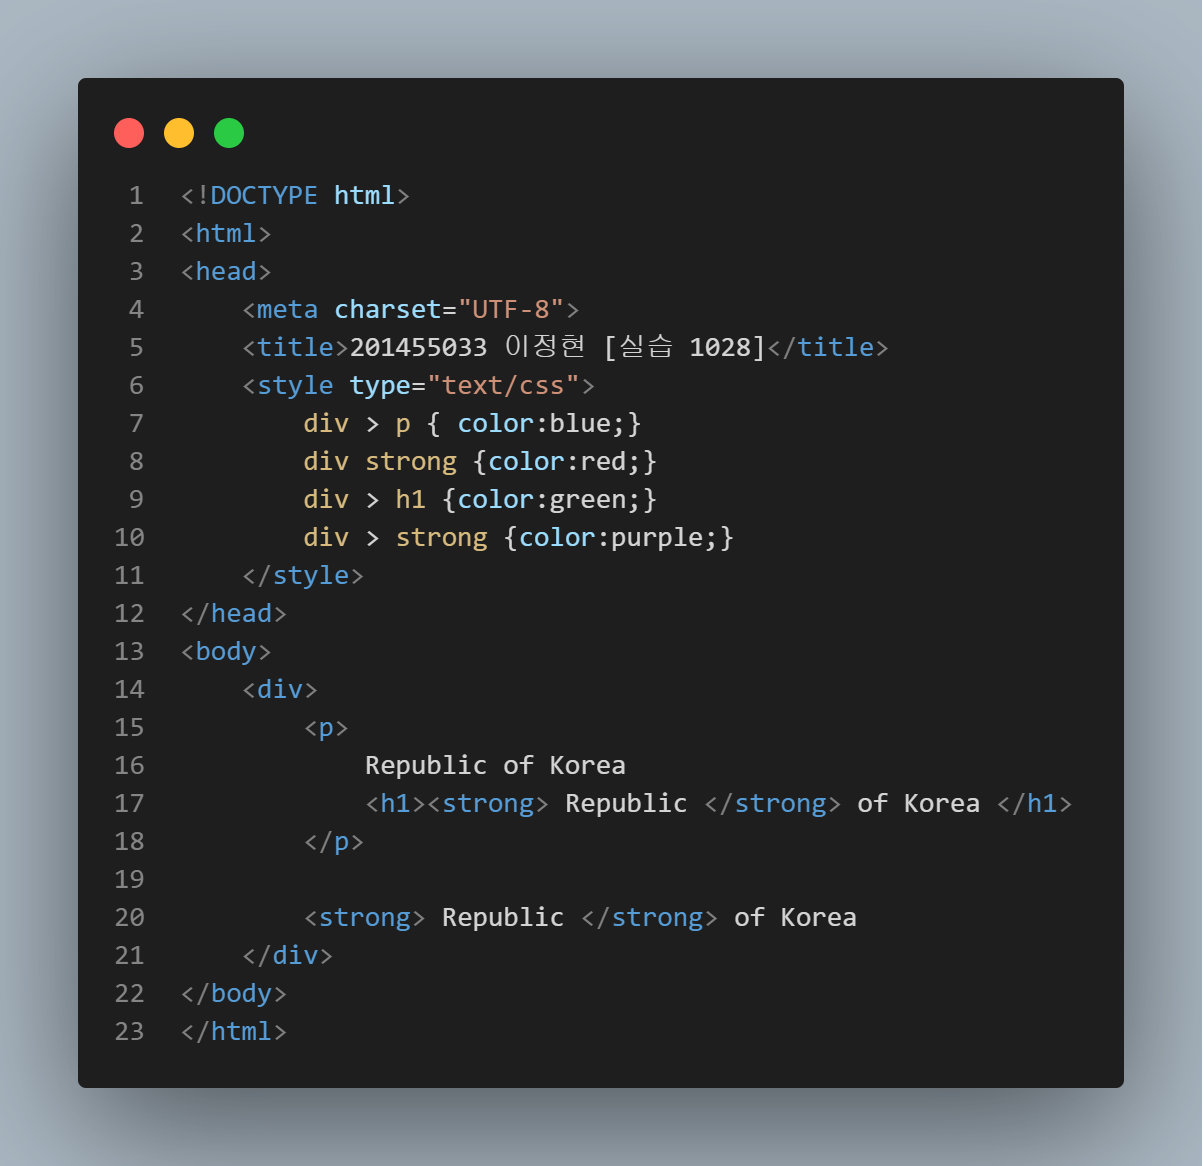 1 <!DOCTYPE html>
2 <html>
3 <head>
4     <meta charset="UTF-8">
5     <title>201455033 이정현 [실습 1028]</title>
6     <style type="text/css">
7         div > p { color:blue;}
8         div strong {color:red;}
9         div > h1 {color:green;}
10         div > strong {color:purple;}
11     </style>
12 </head>
13 <body>
14     <div>
15         <p>
16             Republic of Korea
17             <h1><strong> Republic </strong> of Korea </h1>
18         </p>
19
20         <strong> Republic </strong> of Korea
21     </div>
22 </body>
23 </html>